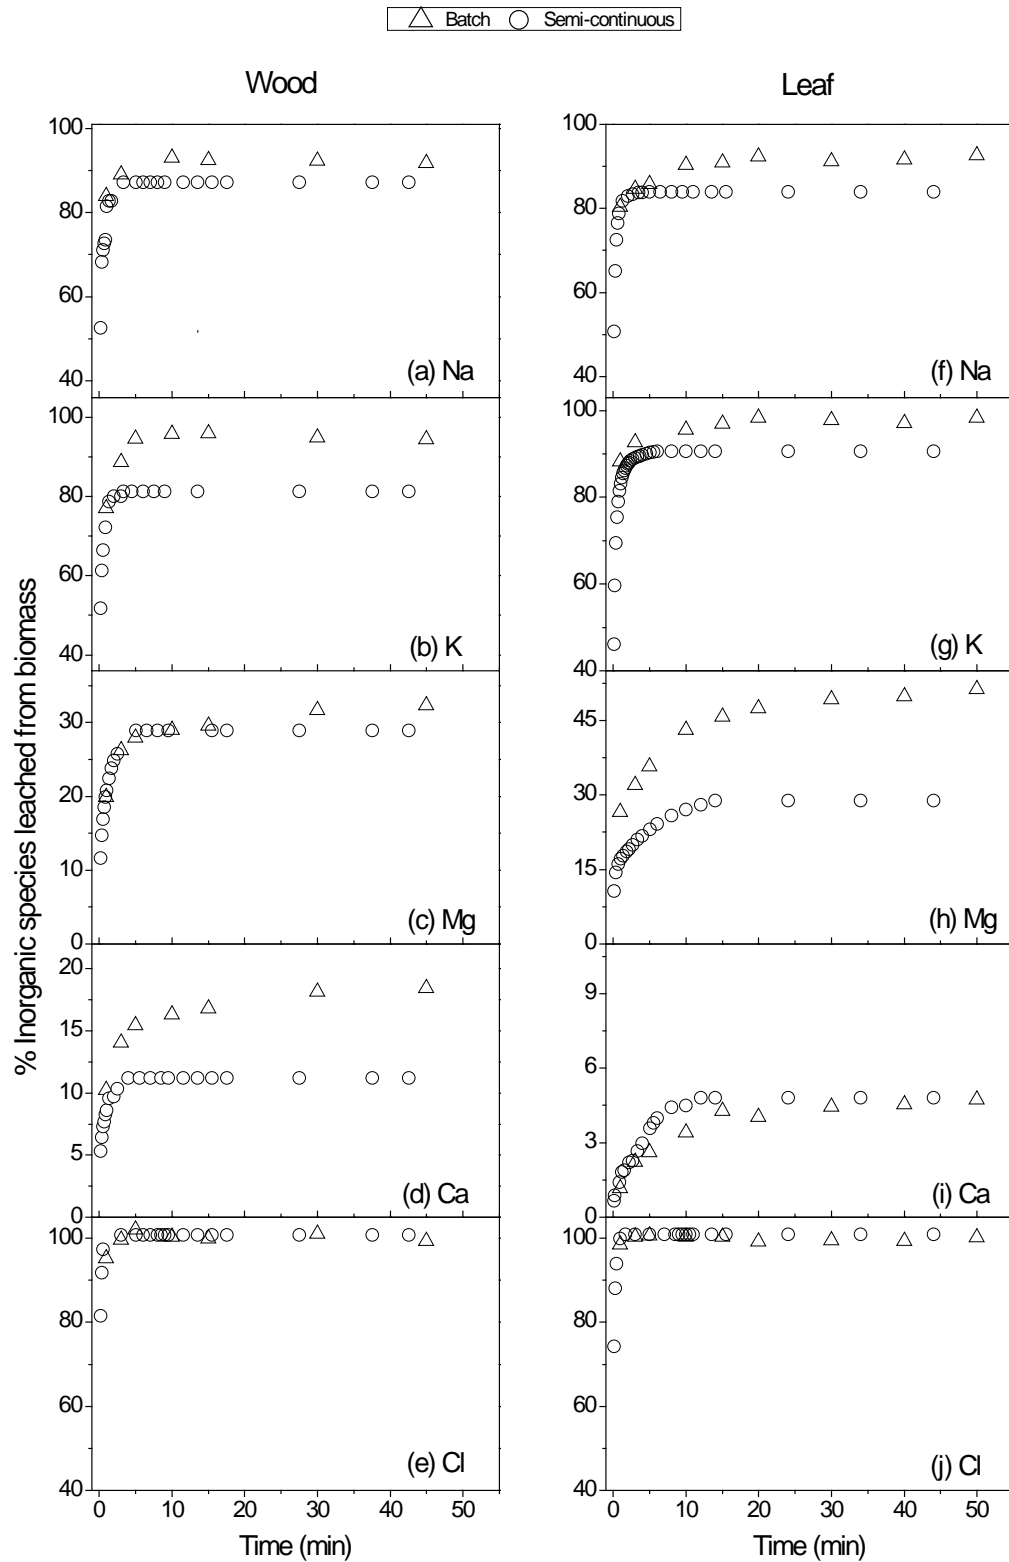 Batch Semi-continuous
Wood
Leaf
% Inorganic species leached from biomass
100
80
60
40
(a) Na
100
80
60
40
(b) K
30
20
10
0
(c) Mg
20
15
10
5
0
(d) Ca
100
80
60
40
(e) Cl
0 10 20 30 40 50
Time (min)
100
80
60
40
(f) Na
100
80
60
40
(g) K
45
30
15
0
(h) Mg
9
6
3
0
(i) Ca
100
80
60
40
(j) Cl
0 10 20 30 40 50
Time (min)